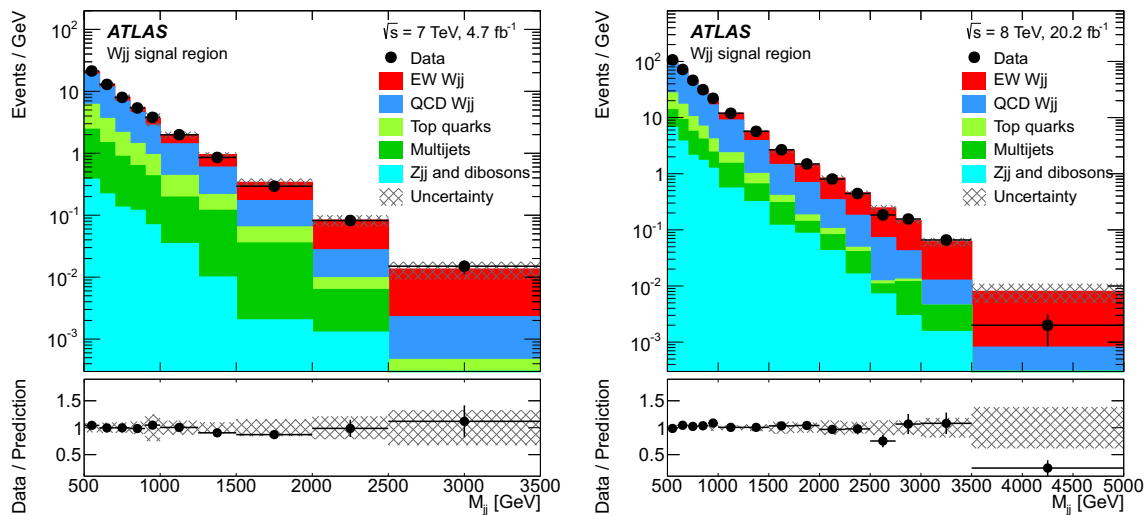 ATLAS
Wjj signal region
√s = 7 TeV, 4.7 fb⁻¹
Data
EW Wjj
QCD Wjj
Top quarks
Multijets
Zjj and dibosons
Uncertainty
Events / GeV
10²
10
1
10⁻¹
10⁻²
10⁻³
Data / Prediction
1.5
1
0.5
500 1000 1500 2000 2500 3000 3500
M_jj [GeV]
ATLAS
Wjj signal region
√s = 8 TeV, 20.2 fb⁻¹
Data
EW Wjj
QCD Wjj
Top quarks
Multijets
Zjj and dibosons
Uncertainty
Events / GeV
10²
10
1
10⁻¹
10⁻²
10⁻³
Data / Prediction
1.5
1
0.5
500 1000 1500 2000 2500 3000 3500 4000 4500 5000
M_jj [GeV]